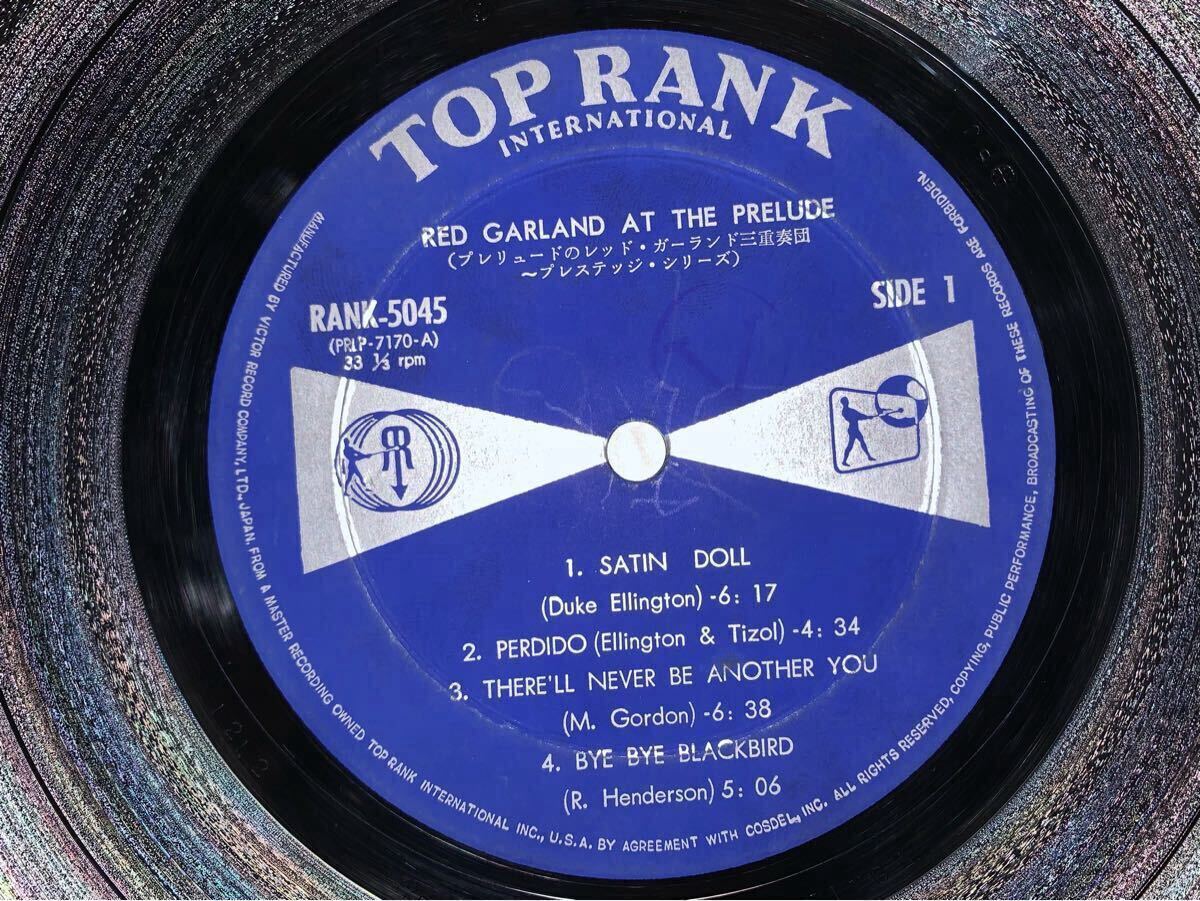 TOP RANK
INTERNATIONAL
RED GARLAND AT THE PRELUDE
(プレリュードのレッド・ガーランド三重奏団
～プレステッジ・シリーズ)
RANK-5045
(PRLP-7170-A)
33 ⅓ rpm
SIDE 1
1. SATIN DOLL
(Duke Ellington) -6: 17
2. PERDIDO (Ellington & Tizol) -4: 34
3. THERE'LL NEVER BE ANOTHER YOU
(M. Gordon) -6: 38
4. BYE BYE BLACKBIRD
(R. Henderson) 5: 06
MANUFACTURED BY VICTOR RECORD COMPANY, LTD., JAPAN. FROM A MASTER RECORDING OWNED TOP RANK INTERNATIONAL INC., U.S.A. BY AGREEMENT WITH COSDEL, INC. ALL RIGHTS RESERVED, COPYING, PUBLIC PERFORMANCE, BROADCASTING OF THESE RECORDS ARE FORBIDDEN.